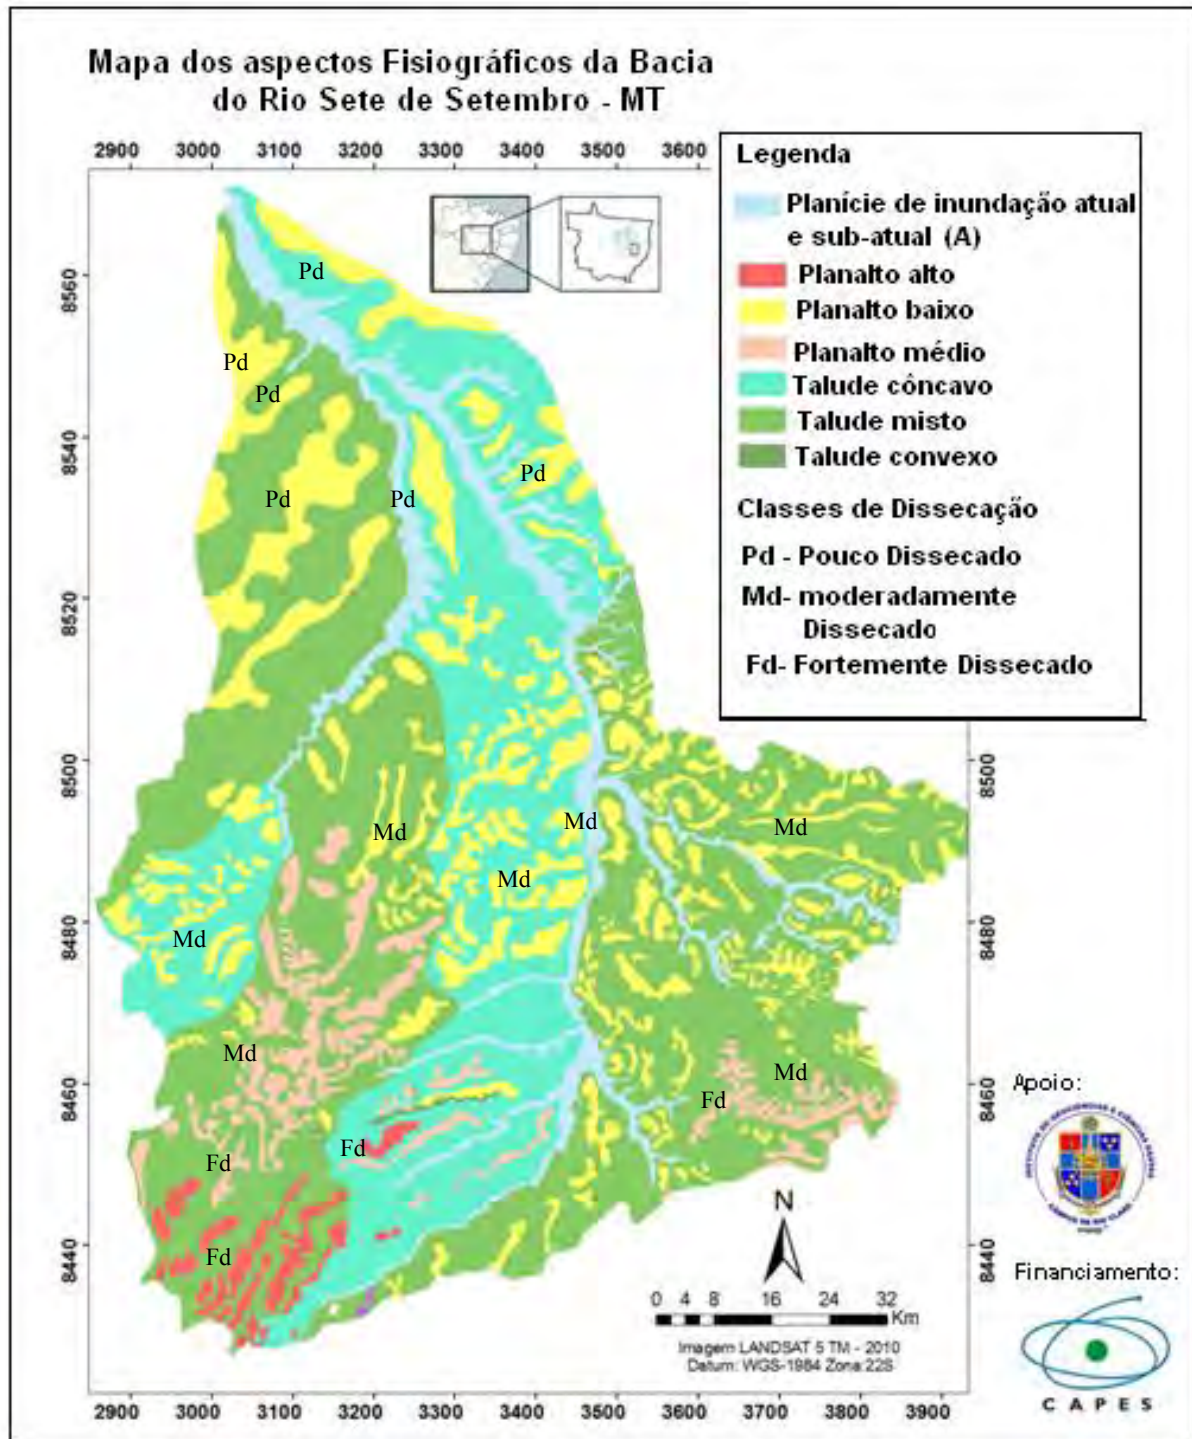 Mapa dos aspectos Fisiográficos da Bacia
do Rio Sete de Setembro - MT
2900 3000 3100 3200 3300 3400 3500 3600
Legenda
Planície de inundação atual
e sub-atual (A)
Planalto alto
Planalto baixo
Planalto médio
Talude côncavo
Talude misto
Talude convexo
Classes de Dissecação
Pd - Pouco Dissecado
Md- moderadamente
Dissecado
Fd- Fortemente Dissecado
8560
8540
8520
8500
8480
8460
8440
Pd
Pd
Pd
Pd
Pd
Pd
Md
Md
Md
Md
Md
Md
Md
Fd
Fd
Fd
Fd
8500
8480
8460
8440
N
0 4 8 16 24 32
Km
Imagem LANDSAT 5 TM - 2010
Datum: WGS-1984 Zona:22S
2900 3000 3100 3200 3300 3400 3500 3600 3700 3800 3900
Apoio:
Financiamento:
CAPES